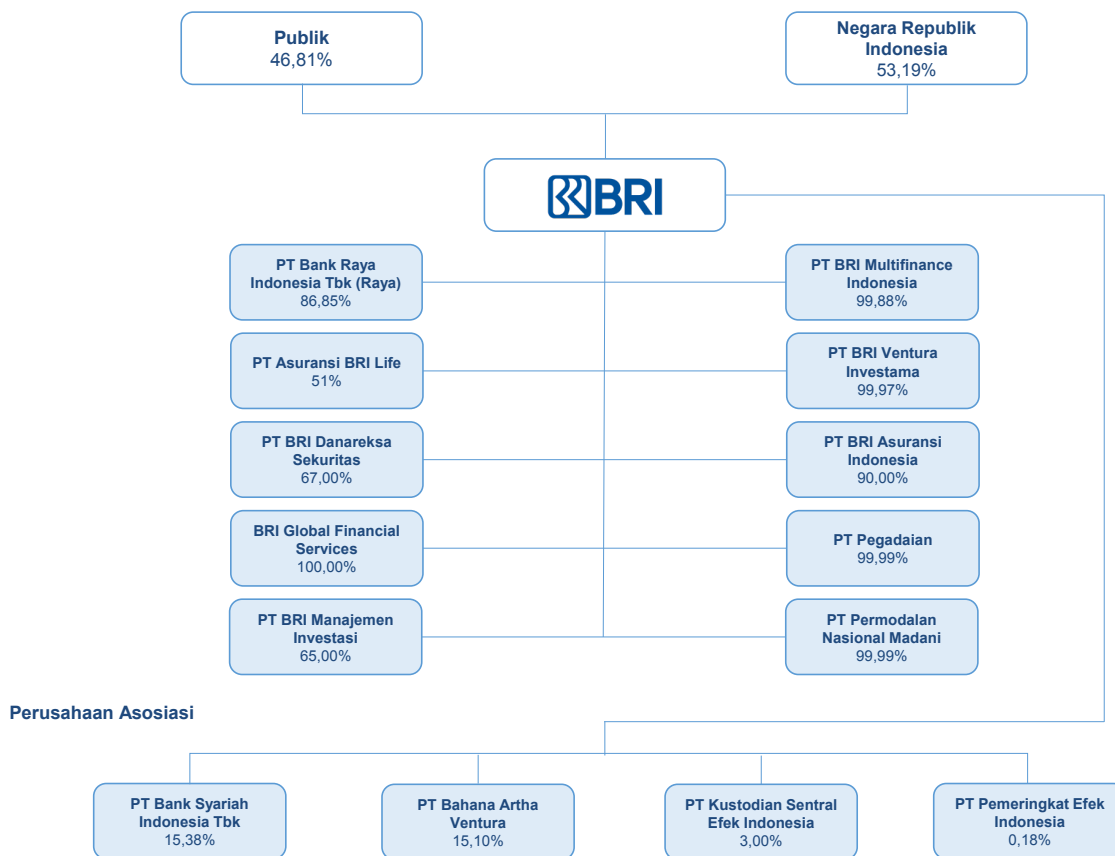 Publik
46,81%
Negara Republik
Indonesia
53,19%
BRI
PT Bank Raya
Indonesia Tbk (Raya)
86,85%
PT BRI Multifinance
Indonesia
99,88%
PT Asuransi BRI Life
51%
PT BRI Ventura
Investama
99,97%
PT BRI Danareksa
Sekuritas
67,00%
PT BRI Asuransi
Indonesia
90,00%
BRI Global Financial
Services
100,00%
PT Pegadaian
99,99%
PT BRI Manajemen
Investasi
65,00%
PT Permodalan
Nasional Madani
99,99%
Perusahaan Asosiasi
PT Bank Syariah
Indonesia Tbk
15,38%
PT Bahana Artha
Ventura
15,10%
PT Kustodian Sentral
Efek Indonesia
3,00%
PT Pemeringkat Efek
Indonesia
0,18%